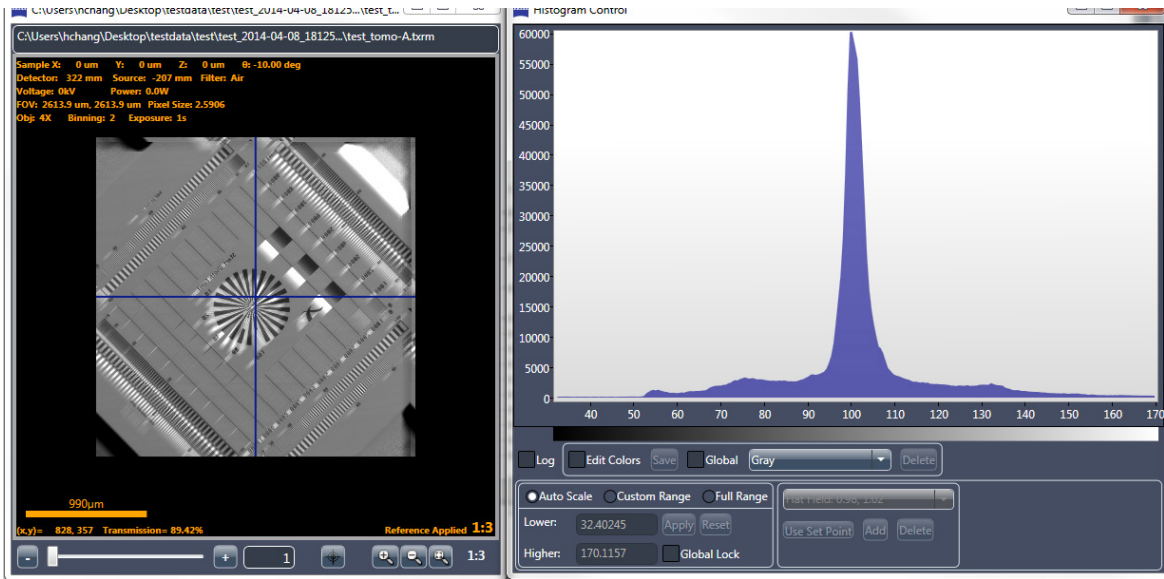 C:\Users\hchang\Desktop\testdata\test\test_2014-04-08_18125...\test_t...
C:\Users\hchang\Desktop\testdata\test\test_2014-04-08_18125...\test_tomo-A.txrm
Sample X: 0 um Y: 0 um Z: 0 um θ: -10.00 deg
Detector: 322 mm Source: -207 mm Filter: Air
Voltage: 0kV Power: 0.0W
FOV: 2613.9 um, 2613.9 um Pixel Size: 2.5906
Obj: 4X Binning: 2 Exposure: 1s
990µm
(x,y)= 828, 357 Transmission= 89.42% Reference Applied 1:3
- + 1 1:3
Histogram Control
60000
55000
50000
45000
40000
35000
30000
25000
20000
15000
10000
5000
0
40 50 60 70 80 90 100 110 120 130 140 150 160 170
Log Edit Colors Save Global Gray Delete
Auto Scale Custom Range Full Range
Flat Field: 0.98, 1.02
Lower: 32.40245 Apply Reset
Use Set Point Add Delete
Higher: 170.1157 Global Lock